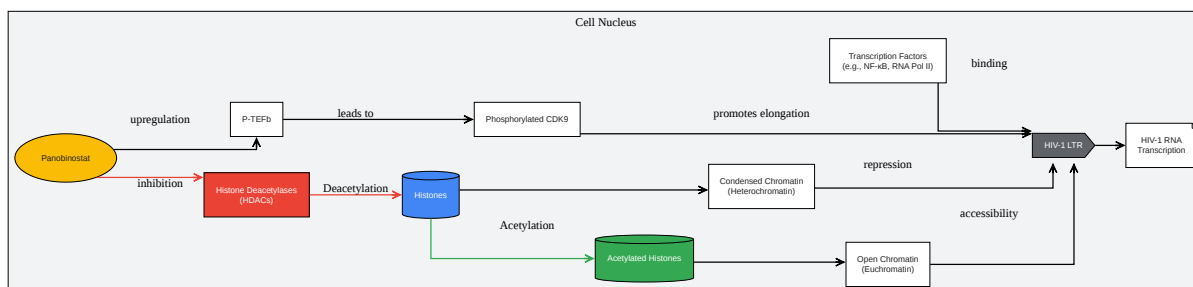 Cell Nucleus
Transcription Factors
(e.g., NF-κB, RNA Pol II)
binding
upregulation
P-TEFb
leads to
Phosphorylated CDK9
promotes elongation
HIV-1 LTR
HIV-1 RNA
Transcription
Panobinostat
inhibition
Histone Deacetylases
(HDACs)
Deacetylation
Histones
Condensed Chromatin
(Heterochromatin)
repression
accessibility
Acetylation
Acetylated Histones
Open Chromatin
(Euchromatin)